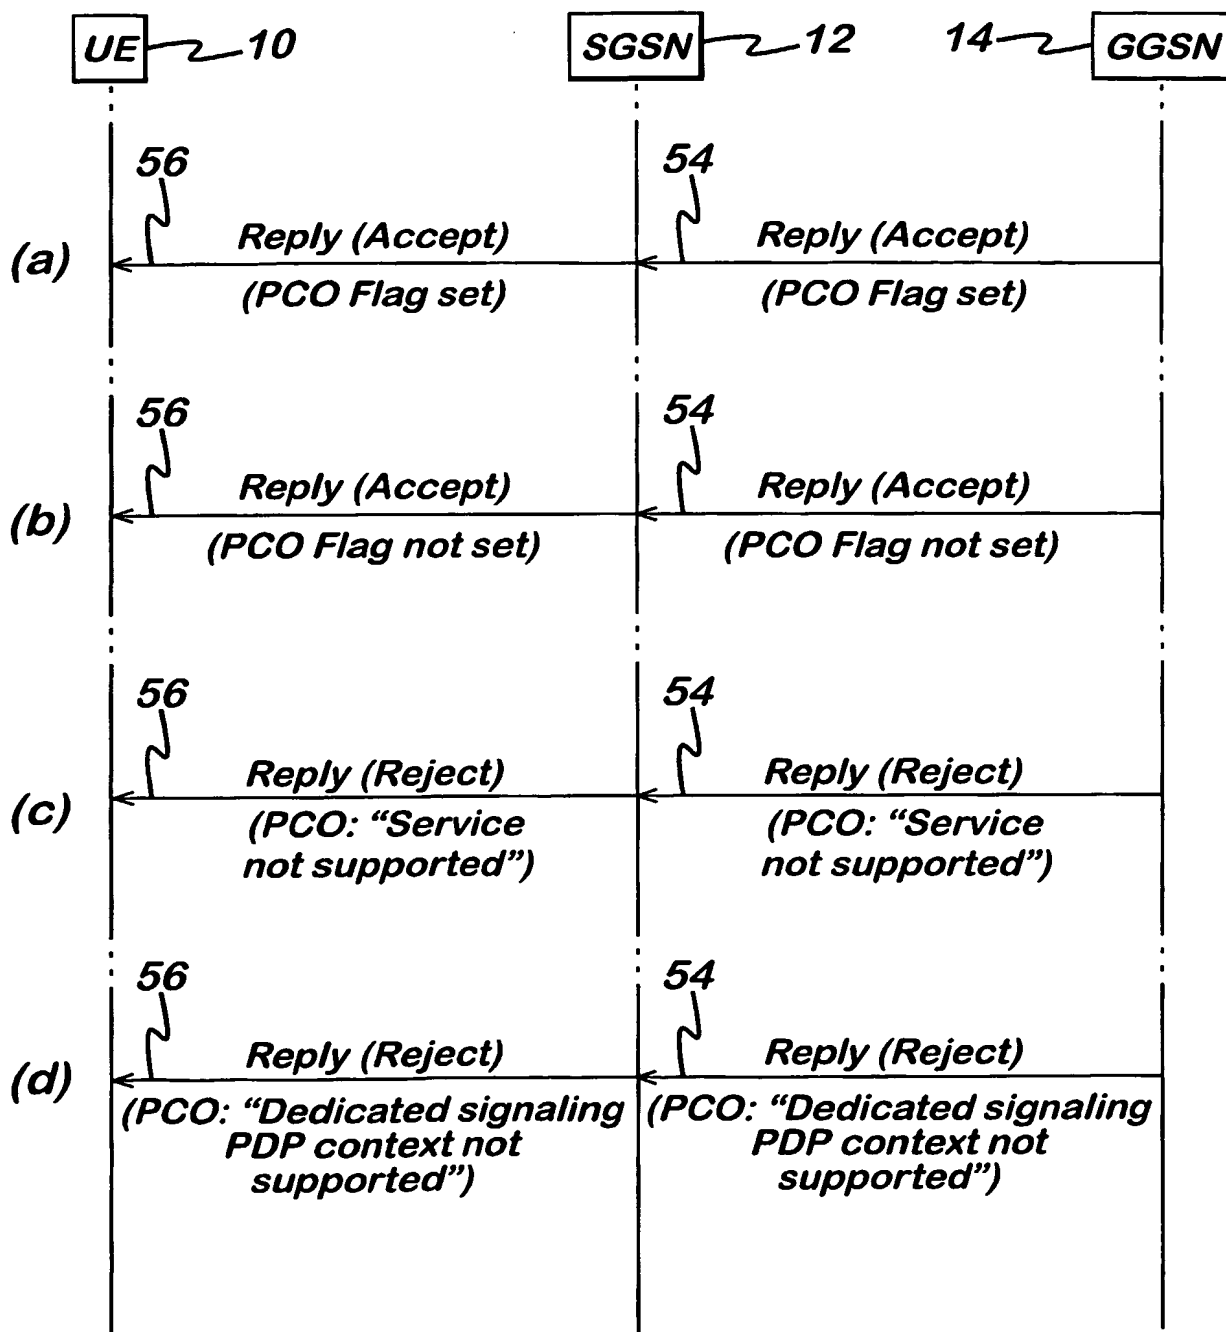 UE 10 SGSN 12 14 GGSN
56 54
Reply (Accept) Reply (Accept)
(a)
(PCO Flag set) (PCO Flag set)
56 54
Reply (Accept) Reply (Accept)
(b)
(PCO Flag not set) (PCO Flag not set)
56 54
Reply (Reject) Reply (Reject)
(c)
(PCO: “Service (PCO: “Service
not supported”) not supported”)
56 54
Reply (Reject) Reply (Reject)
(d)
(PCO: “Dedicated signaling (PCO: “Dedicated signaling
PDP context not PDP context not
supported”) supported”)